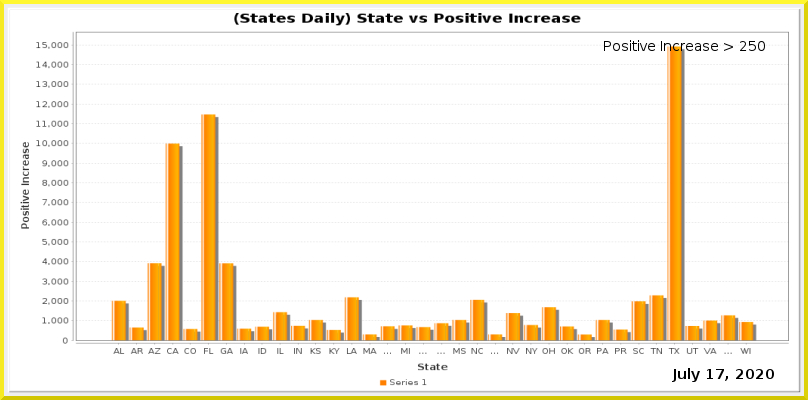 (States Daily) State vs Positive Increase
Positive Increase > 250
Positive Increase
15,000
14,000
13,000
12,000
11,000
10,000
9,000
8,000
7,000
6,000
5,000
4,000
3,000
2,000
1,000
0
AL AR AZ CA CO FL GA IA ID IL IN KS KY LA MA ... MI ... ... MS NC ... NV NY OH OK OR PA PR SC TN TX UT VA ... WI
State
Series 1
July 17, 2020